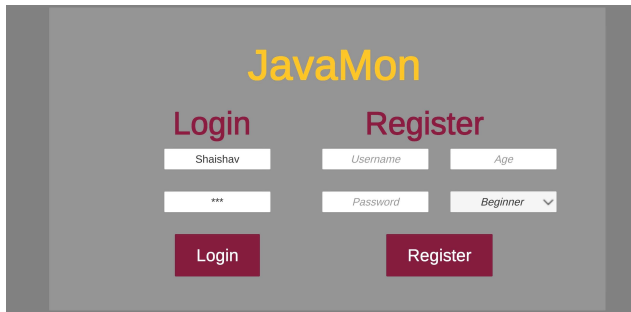 JavaMon
Login
Register
Shaishav
Username
Age
***
Password
Beginner
Login
Register